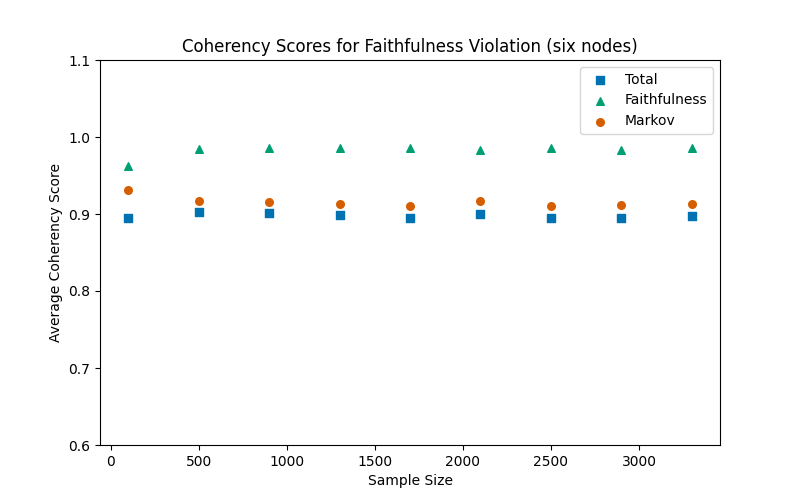 Coherency Scores for Faithfulness Violation (six nodes)
Total
Faithfulness
Markov
Average Coherency Score
1.1
1.0
0.9
0.8
0.7
0.6
0
500
1000
1500
2000
2500
3000
Sample Size